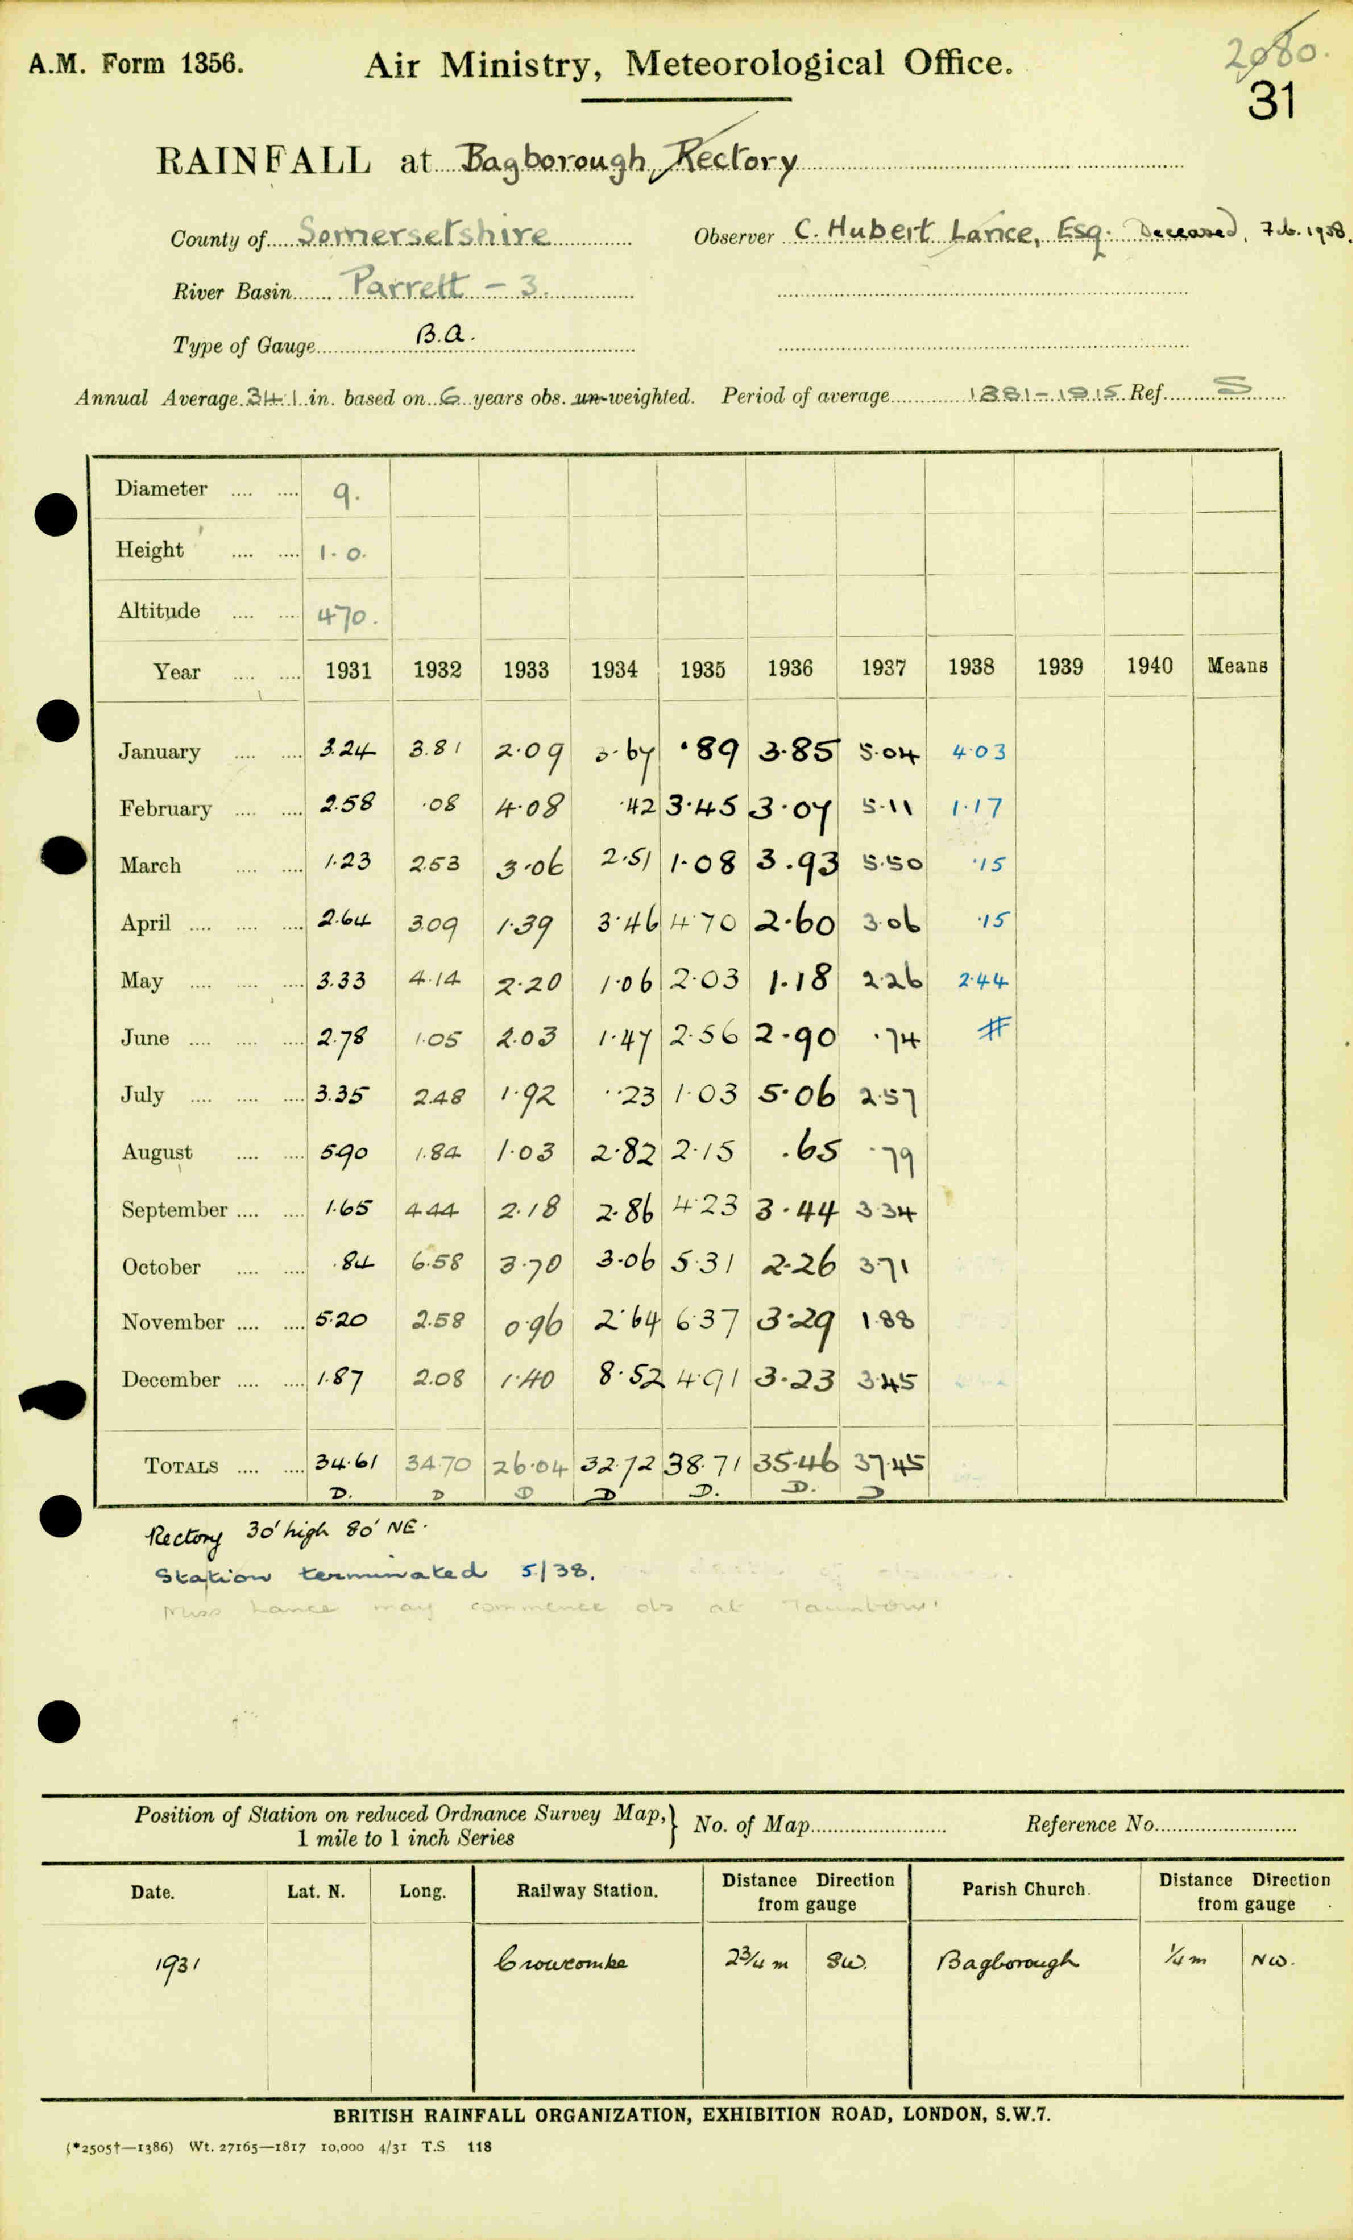 A.M. Form 1356. Air Ministry, Meteorological Office. 2080.
31
RAINFALL at Bagborough, Rectory
County of Somersetshire Observer C. Hubert Lance, Esq. Deceased, Feb. 1938.
River Basin Parrett - 3.
Type of Gauge B.A.
Annual Average 34.1 in. based on 6 years obs. un-weighted. Period of average 1881-1915 Ref. S
Diameter .... .... 9.
Height .... .... 1.0.
Altitude .... .... 470.
Year .... .... 1931 1932 1933 1934 1935 1936 1937 1938 1939 1940 Means
January .... .... 3.24 3.81 2.09 3.67 .89 3.85 5.04 4.03
February .... .... 2.58 .08 4.08 .42 3.45 3.07 5.11 1.17
March .... .... 1.23 2.53 3.06 2.51 1.08 3.93 5.50 .15
April .... .... .... 2.64 3.09 1.39 3.46 4.70 2.60 3.06 .15
May .... .... .... 3.33 4.14 2.20 1.06 2.03 1.18 2.26 2.44
June .... .... .... 2.78 1.05 2.03 1.47 2.56 2.90 .74 #
July .... .... .... 3.35 2.48 1.92 .23 1.03 5.06 2.57
August .... .... 5.90 1.84 1.03 2.82 2.15 .65 .79
September .... .... 1.65 4.44 2.18 2.86 4.23 3.44 3.34
October .... .... .84 6.58 3.70 3.06 5.31 2.26 3.71
November .... .... 5.20 2.58 0.96 2.64 6.37 3.29 1.88
December .... .... 1.87 2.08 1.40 8.52 4.91 3.23 3.45
TOTALS .... .... 34.61 34.70 26.04 32.72 38.71 35.46 37.45
D. D D D D. D. D
Rectory 30' high 80' NE.
Station terminated 5/38. death of
Miss Lance may commence obs at Taunton
Position of Station on reduced Ordnance Survey Map,} No. of Map Reference No.
1 mile to 1 inch Series
Date. Lat. N. Long. Railway Station. Distance Direction from gauge Parish Church. Distance Direction from gauge
1931 Crowcombe 2¾ m SW. Bagborough ¼ m NW.
BRITISH RAINFALL ORGANIZATION, EXHIBITION ROAD, LONDON, S.W.7.
(*2505†—1386) Wt. 27165—1817 10,000 4/31 T.S 118